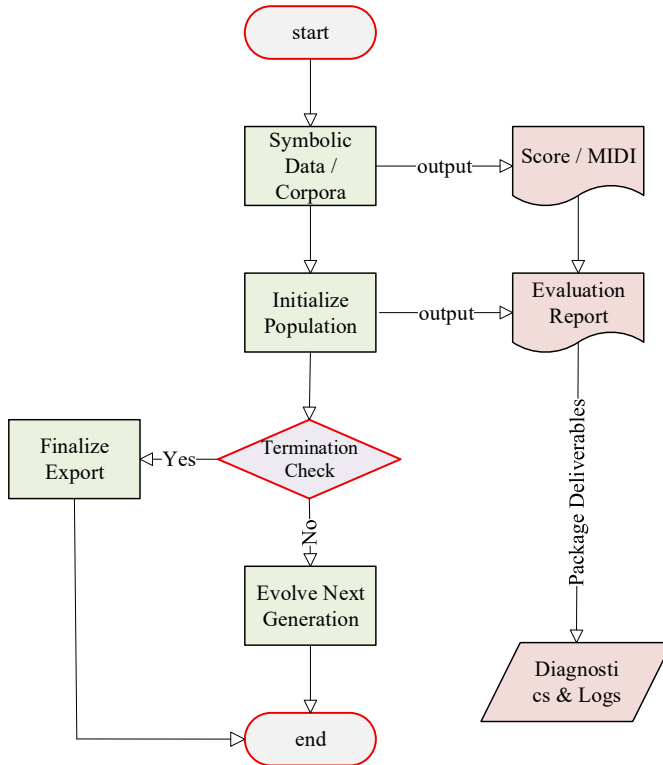 start
Symbolic
Data /
Corpora
output
Score / MIDI
Initialize
Population
output
Evaluation
Report
Finalize
Export
Yes
Termination
Check
Package Deliverables
No
Evolve Next
Generation
Diagnosti
cs & Logs
end